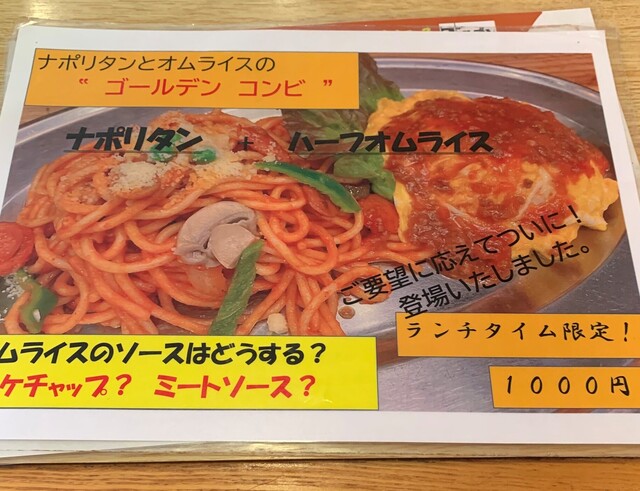 ナポリタンとオムライスの
“ ゴールデン コンビ ”
ナポリタン + ハーフオムライス
ご要望に応えてついに！
登場いたしました。
ランチタイム限定！
１０００円
ムライスのソースはどうする？
ケチャップ？ ミートソース？